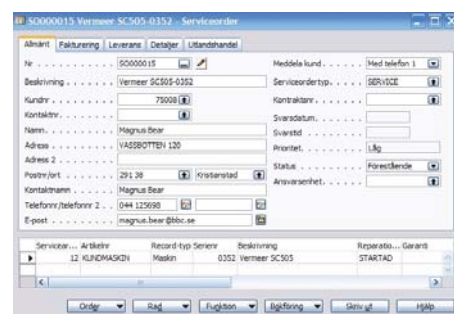 SO000015 Vermeer SC505-0352 - Serviceorder
Allmänt Fakturering Leverans Detaljer Utlandshandel
Nr SO000015 Meddela kund Med telefon 1
Beskrivning Vermeer SC505-0352 Serviceordertyp SERVICE
Kundnr 75008 Kontraktsnr
Kontaktnr Svarsdatum
Namn Magnus Bear Svarstid
Adress VASSBOTTEN 120 Prioritet Låg
Adress 2 Status Förestående
Postnr/ort 291 38 Kristianstad Ansvarsenhet
Kontaktnamn Magnus Bear
Telefonnr/telefonnr 2 044 125698
E-post magnus.bear@bbc.se
Servicear... Artikelnr Record-typ Serienr Beskrivning Reparatio... Garanti
12 KUNDMASKIN Maskin 0352 Vermeer SC505 STARTAD
Order Rad Funktion Bokföring Skriv ut Hjälp